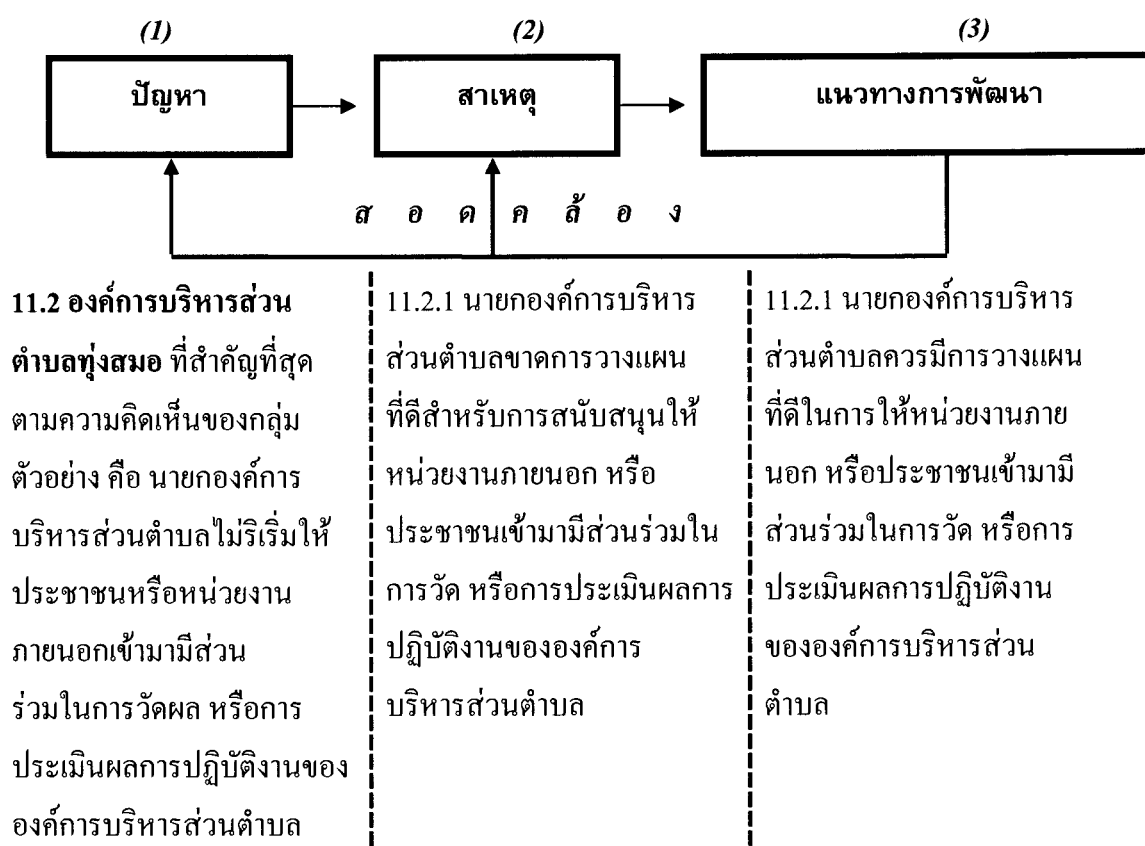 (1) (2) (3)
ปัญหา สาเหตุ แนวทางการพัฒนา
ส อ ด ค ล้ อ ง
11.2 องค์การบริหารส่วน
ตำบลทุ่งสมอ ที่สำคัญที่สุด
ตามความคิดเห็นของกลุ่ม
ตัวอย่าง คือ นายกองค์การ
บริหารส่วนตำบลไม่ริเริ่มให้
ประชาชนหรือหน่วยงาน
ภายนอกเข้ามามีส่วน
ร่วมในการวัดผล หรือการ
ประเมินผลการปฏิบัติงานของ
องค์การบริหารส่วนตำบล
11.2.1 นายกองค์การบริหาร
ส่วนตำบลขาดการวางแผน
ที่ดีสำหรับการสนับสนุนให้
หน่วยงานภายนอก หรือ
ประชาชนเข้ามามีส่วนร่วมใน
การวัด หรือการประเมินผลการ
ปฏิบัติงานขององค์การ
บริหารส่วนตำบล
11.2.1 นายกองค์การบริหาร
ส่วนตำบลควรมีการวางแผน
ที่ดีในการให้หน่วยงานภาย
นอก หรือประชาชนเข้ามามี
ส่วนร่วมในการวัด หรือการ
ประเมินผลการปฏิบัติงาน
ขององค์การบริหารส่วน
ตำบล